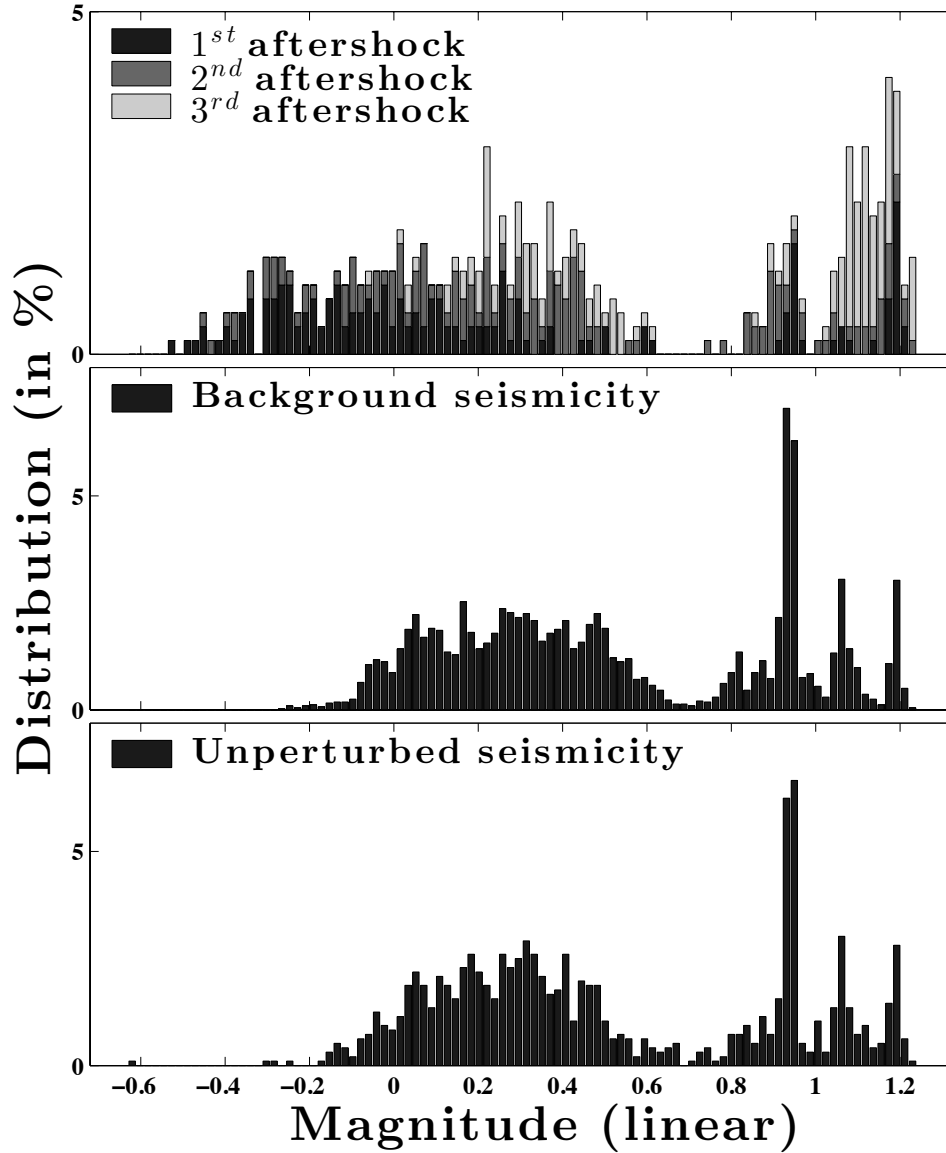 5
1st aftershock
2nd aftershock
3rd aftershock
0
Background seismicity
5
0
Unperturbed seismicity
5
0
−0.6 −0.4 −0.2 0 0.2 0.4 0.6 0.8 1 1.2
Magnitude (linear)
Distribution (in %)